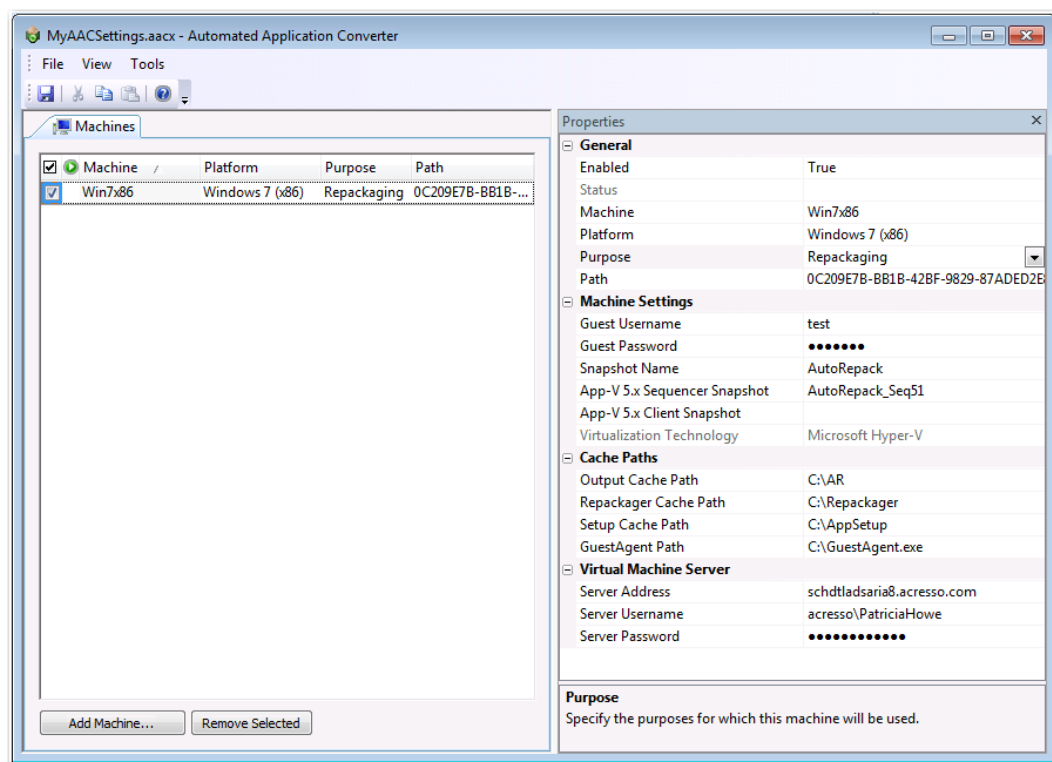 MyAACSettings.aacx - Automated Application Converter
File View Tools
Machines
Machine Platform Purpose Path
Win7x86 Windows 7 (x86) Repackaging 0C209E7B-BB1B-...
Add Machine... Remove Selected
Properties
General
Enabled True
Status
Machine Win7x86
Platform Windows 7 (x86)
Purpose Repackaging
Path 0C209E7B-BB1B-42BF-9829-87ADED2E
Machine Settings
Guest Username test
Guest Password •••••••
Snapshot Name AutoRepack
App-V 5.x Sequencer Snapshot AutoRepack_Seq51
App-V 5.x Client Snapshot
Virtualization Technology Microsoft Hyper-V
Cache Paths
Output Cache Path C:\AR
Repackager Cache Path C:\Repackager
Setup Cache Path C:\AppSetup
GuestAgent Path C:\GuestAgent.exe
Virtual Machine Server
Server Address schdtladsaria8.acresso.com
Server Username acresso\PatriciaHowe
Server Password ••••••••••••
Purpose
Specify the purposes for which this machine will be used.